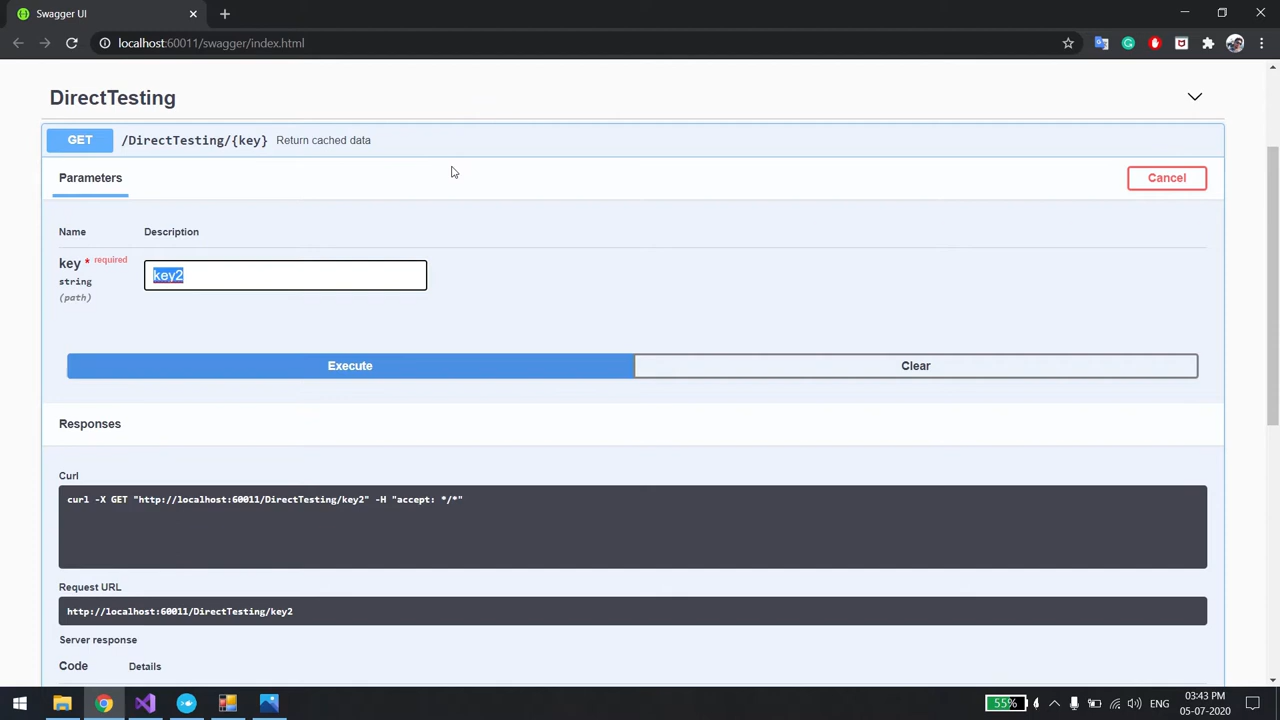 Swagger UI
localhost:60011/swagger/index.html
DirectTesting
GET /DirectTesting/{key} Return cached data
Parameters
Cancel
Name Description
key * required
string
(path)
key2
Execute
Clear
Responses
Curl
curl -X GET "http://localhost:60011/DirectTesting/key2" -H "accept: */*"
Request URL
http://localhost:60011/DirectTesting/key2
Server response
Code Details
55%
ENG
03:43 PM
05-07-2020